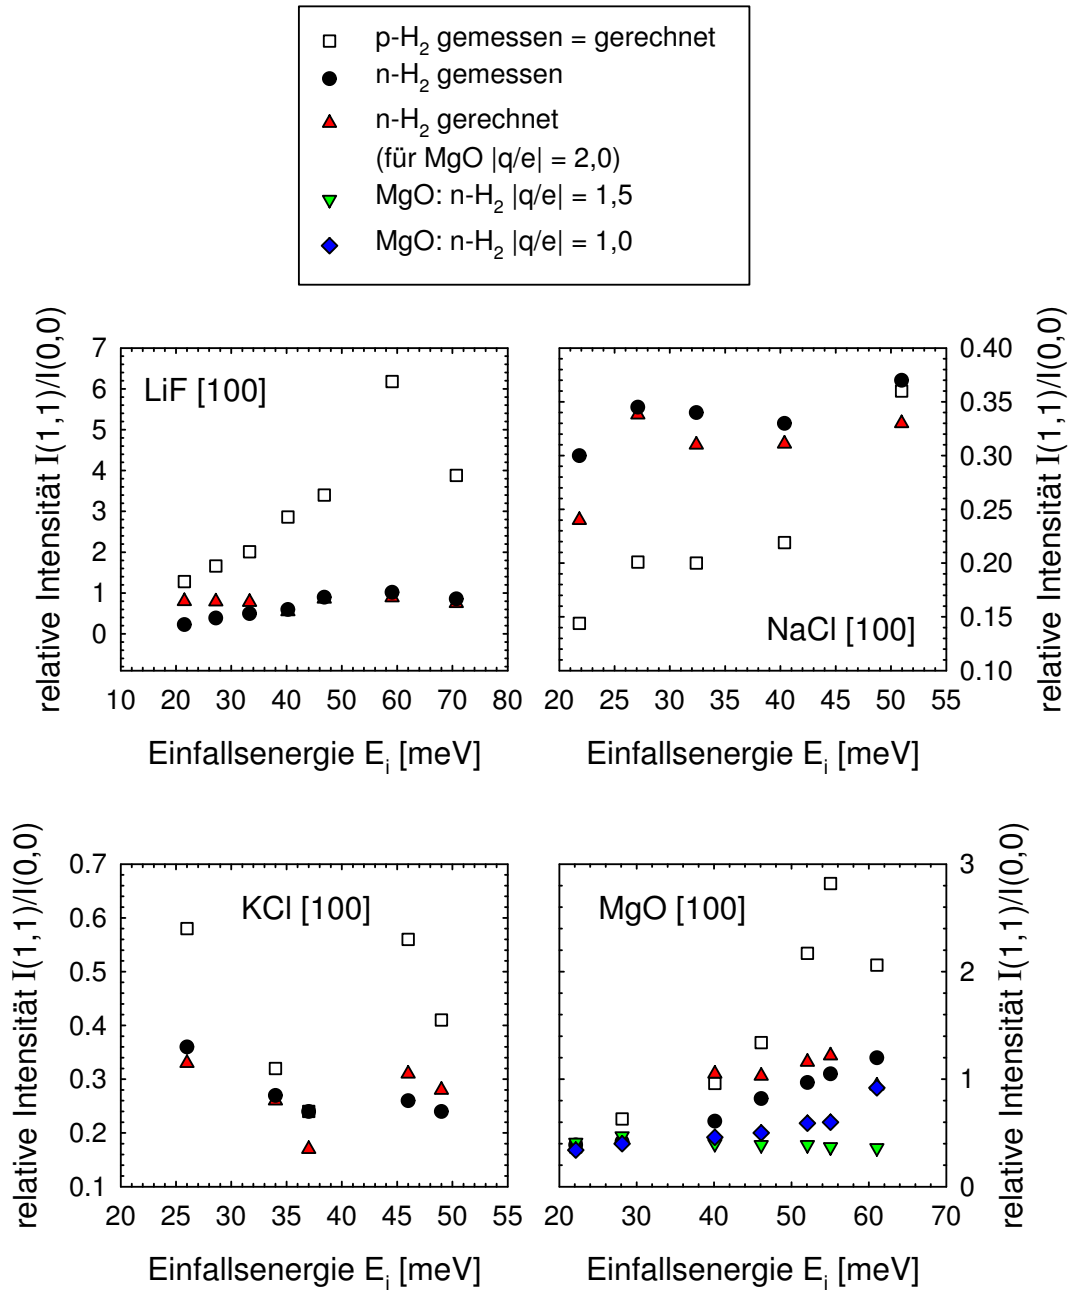 p-H₂ gemessen = gerechnet
n-H₂ gemessen
n-H₂ gerechnet
(für MgO |q/e| = 2,0)
MgO: n-H₂ |q/e| = 1,5
MgO: n-H₂ |q/e| = 1,0
relative Intensität I(1,1)/I(0,0)
7
6
5
4
3
2
1
0
LiF [100]
10 20 30 40 50 60 70 80
Einfallsenergie Eᵢ [meV]
0.40
0.35
0.30
0.25
0.20
0.15
0.10
relative Intensität I(1,1)/I(0,0)
NaCl [100]
20 25 30 35 40 45 50 55
Einfallsenergie Eᵢ [meV]
relative Intensität I(1,1)/I(0,0)
0.7
0.6
0.5
0.4
0.3
0.2
0.1
KCl [100]
20 25 30 35 40 45 50 55
Einfallsenergie Eᵢ [meV]
MgO [100]
3
2
1
0
relative Intensität I(1,1)/I(0,0)
20 30 40 50 60 70
Einfallsenergie Eᵢ [meV]